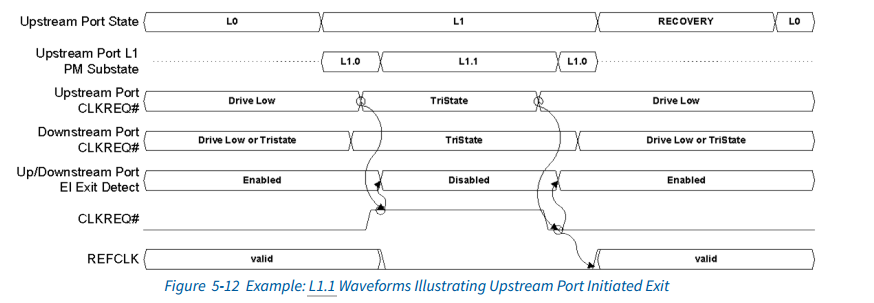 Upstream Port State L0 L1 RECOVERY L0
Upstream Port L1
PM Substate L1.0 L1.1 L1.0
Upstream Port
CLKREQ# Drive Low TriState Drive Low
Downstream Port
CLKREQ# Drive Low or Tristate TriState Drive Low or TriState
Up/Downstream Port
EI Exit Detect Enabled Disabled Enabled
CLKREQ#
REFCLK valid valid
Figure 5-12 Example: L1.1 Waveforms Illustrating Upstream Port Initiated Exit